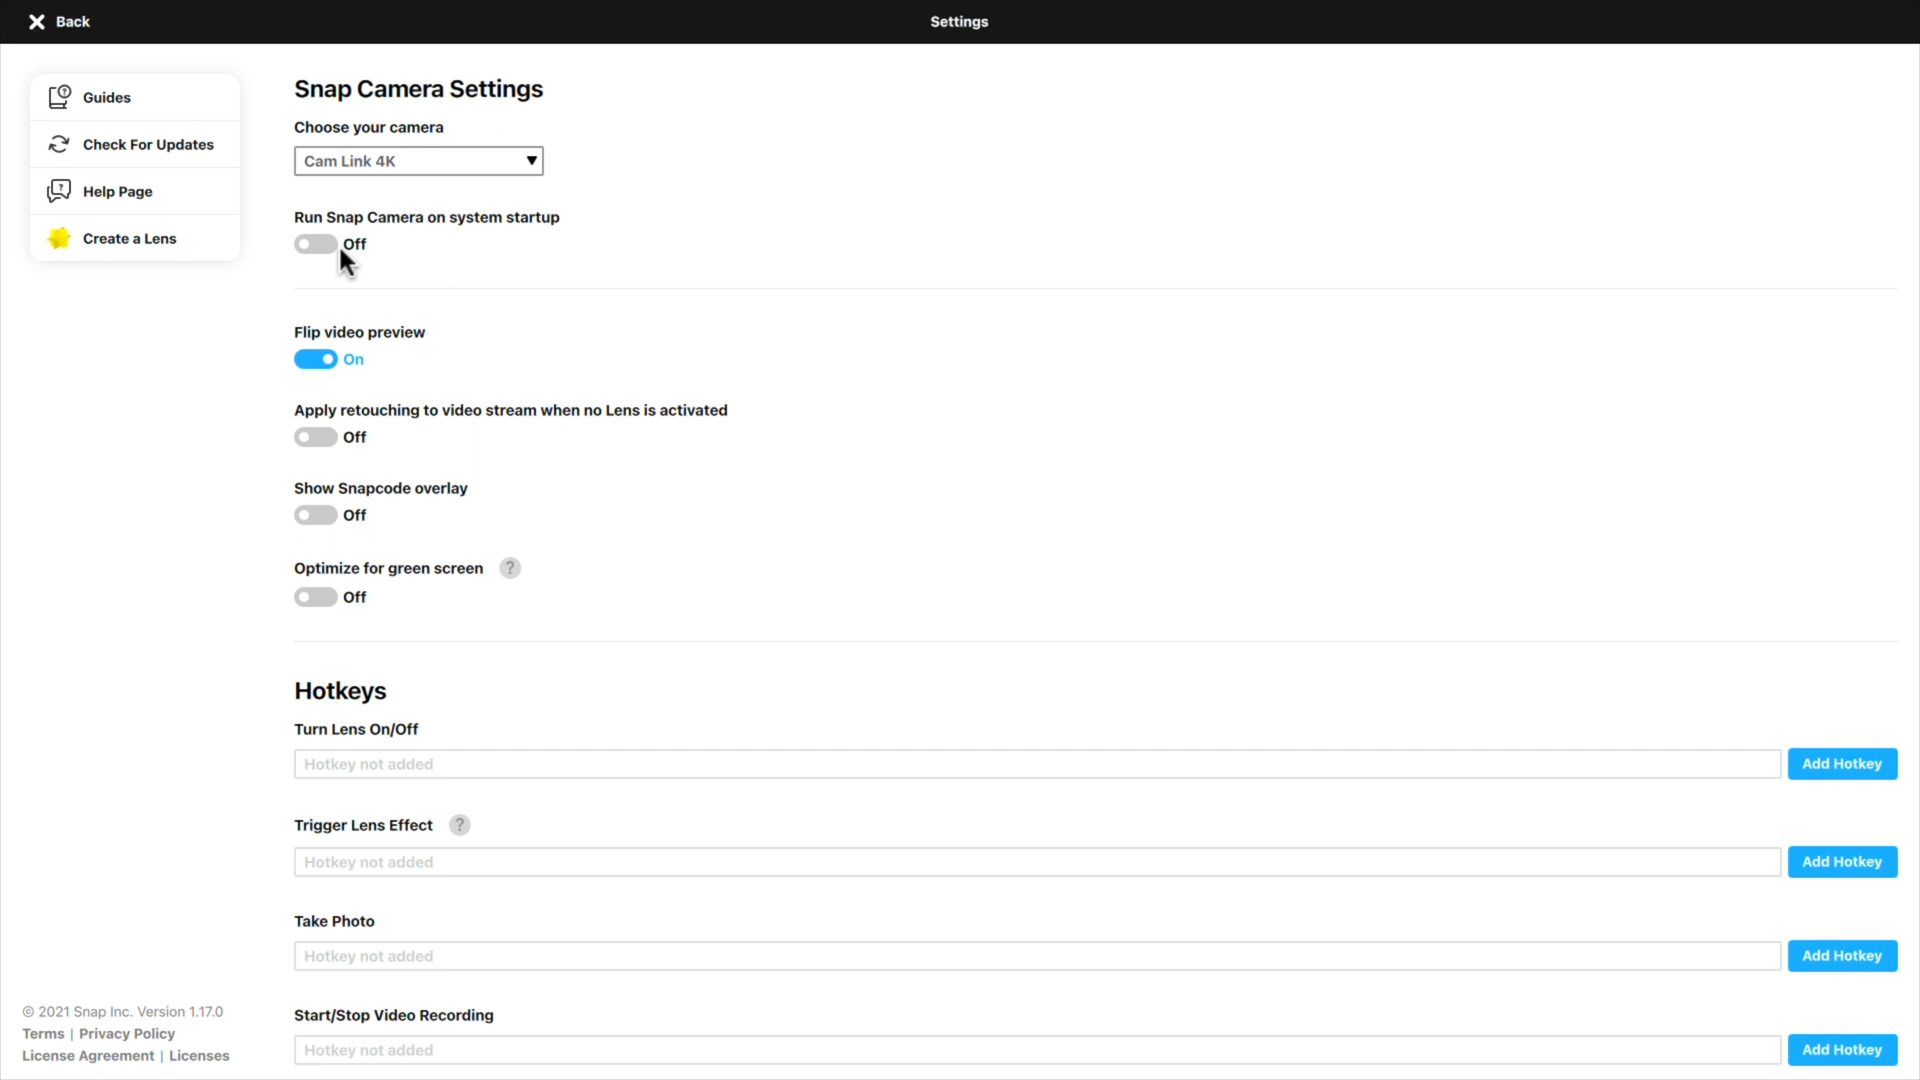 Back
Settings
Guides
Check For Updates
Help Page
Create a Lens
Snap Camera Settings
Choose your camera
Cam Link 4K
Run Snap Camera on system startup
Off
Flip video preview
On
Apply retouching to video stream when no Lens is activated
Off
Show Snapcode overlay
Off
Optimize for green screen ?
Off
Hotkeys
Turn Lens On/Off
Hotkey not added Add Hotkey
Trigger Lens Effect ?
Hotkey not added Add Hotkey
Take Photo
Hotkey not added Add Hotkey
Start/Stop Video Recording
Hotkey not added Add Hotkey
© 2021 Snap Inc. Version 1.17.0
Terms | Privacy Policy
License Agreement | Licenses